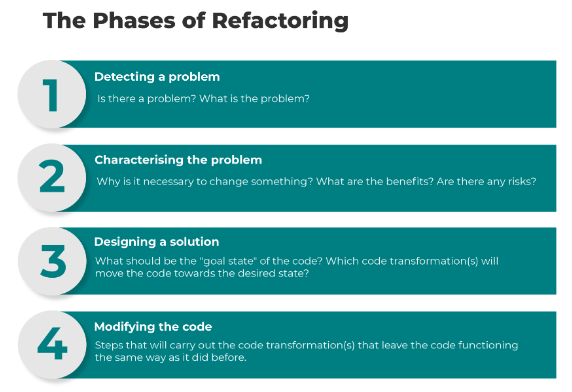 The Phases of Refactoring
1
Detecting a problem
Is there a problem? What is the problem?
2
Characterising the problem
Why is it necessary to change something? What are the benefits? Are there any risks?
3
Designing a solution
What should be the "goal state" of the code? Which code transformation(s) will
move the code towards the desired state?
4
Modifying the code
Steps that will carry out the code transformation(s) that leave the code functioning
the same way as it did before.